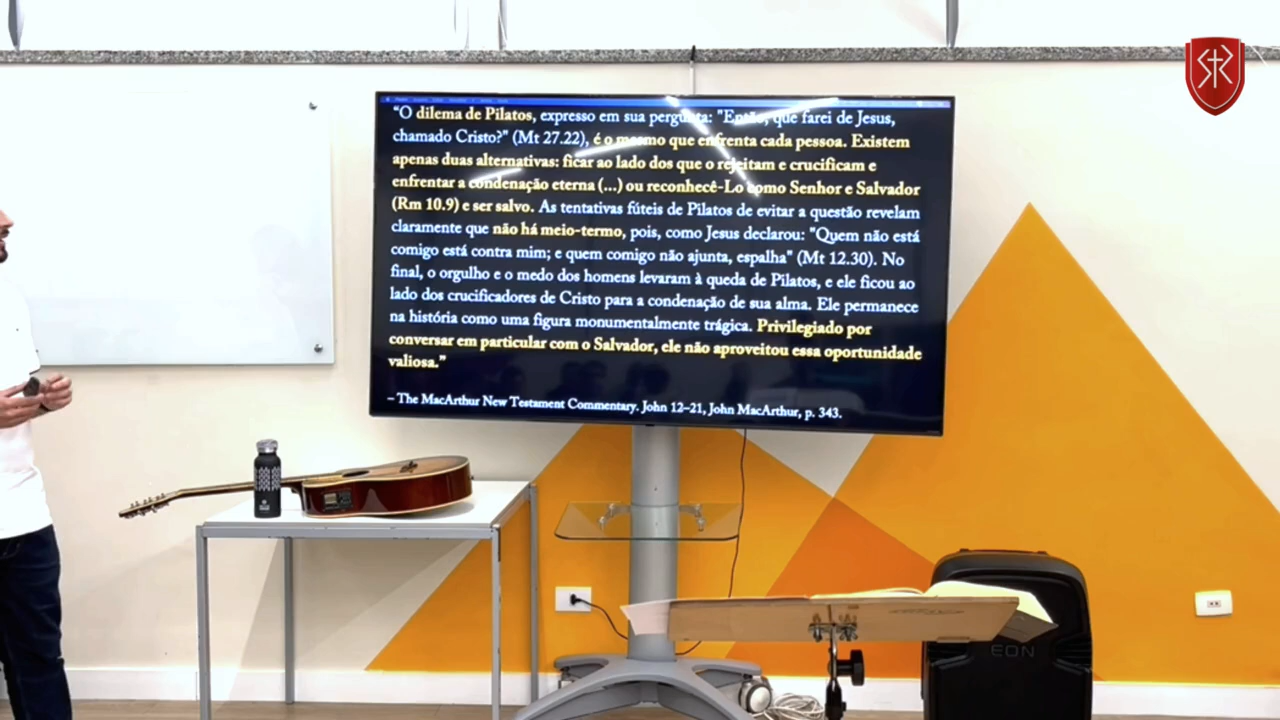 “O dilema de Pilatos, expresso em sua pergunta: "Então, que farei de Jesus,
chamado Cristo?" (Mt 27.22), é o mesmo que enfrenta cada pessoa. Existem
apenas duas alternativas: ficar ao lado dos que o rejeitam e crucificam e
enfrentar a condenação eterna (...) ou reconhecê-Lo como Senhor e Salvador
(Rm 10.9) e ser salvo. As tentativas fúteis de Pilatos de evitar a questão revelam
claramente que não há meio-termo, pois, como Jesus declarou: "Quem não está
comigo está contra mim; e quem comigo não ajunta, espalha" (Mt 12.30). No
final, o orgulho e o medo dos homens levaram à queda de Pilatos, e ele ficou ao
lado dos crucificadores de Cristo para a condenação de sua alma. Ele permanece
na história como uma figura monumentalmente trágica. Privilegiado por
conversar em particular com o Salvador, ele não aproveitou essa oportunidade
valiosa.”
– The MacArthur New Testament Commentary. John 12–21, John MacArthur, p. 343.
EON